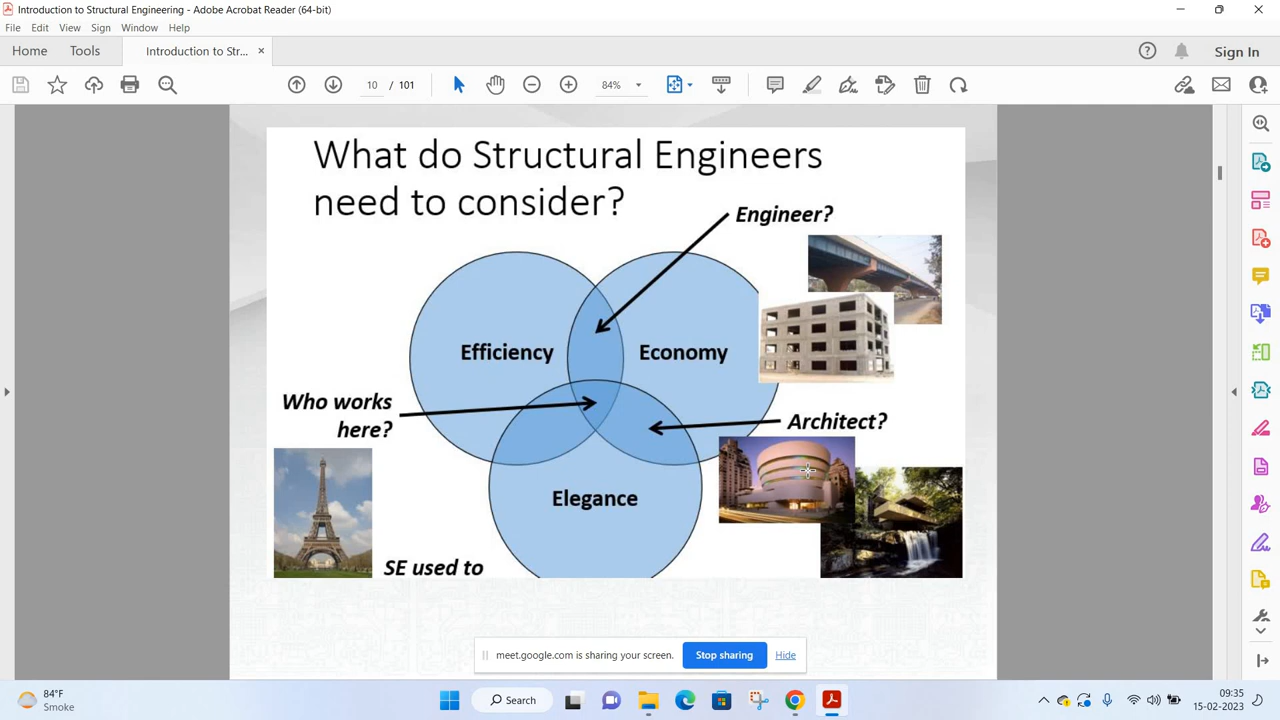 Introduction to Structural Engineering - Adobe Acrobat Reader (64-bit)
File Edit View Sign Window Help
Home Tools Introduction to Str... × Sign In
10 / 101 84%
What do Structural Engineers
need to consider?
Engineer?
Efficiency Economy
Who works
here?
Architect?
Elegance
SE used to
meet.google.com is sharing your screen. Stop sharing Hide
84°F
Smoke
Search
09:35
15-02-2023